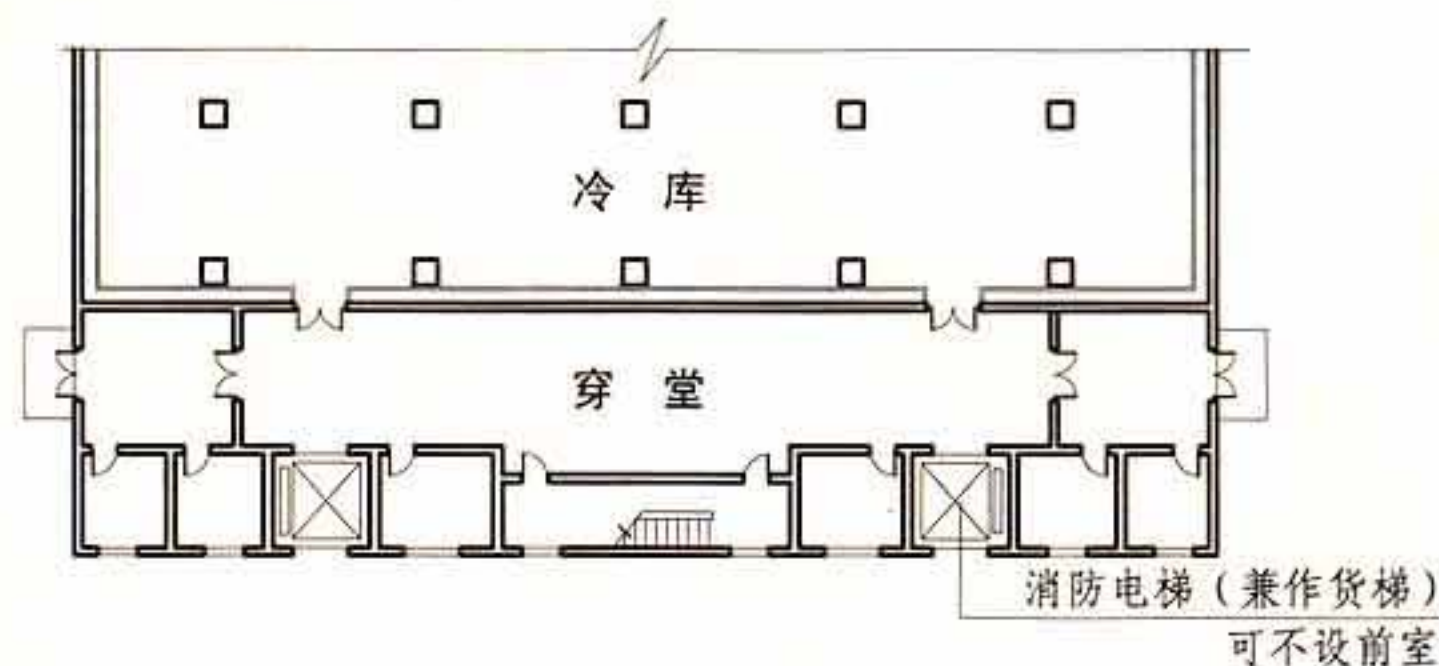 冷 库
穿 堂
消防电梯（兼作货梯）
可不设前室